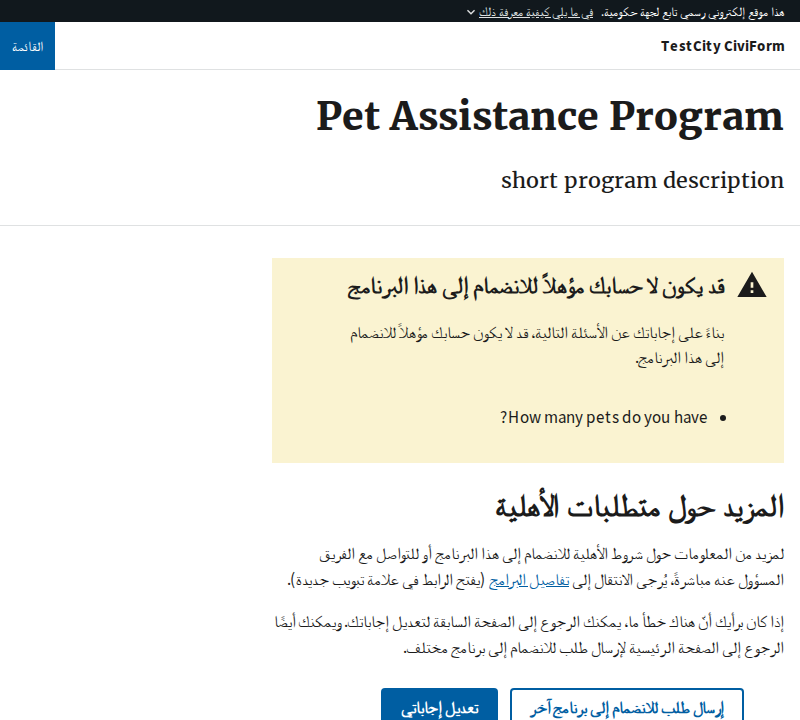 هذا موقع إلكتروني رسمي تابع لجهة حكومية. في ما يلي كيفية معرفة ذلك
TestCity CiviForm
القائمة
Pet Assistance Program
short program description
قد يكون لا حسابك مؤهلاً للانضمام إلى هذا البرنامج
بناءً على إجاباتك عن الأسئلة التالية، قد لا يكون حسابك مؤهلاً للانضمام
إلى هذا البرنامج.
How many pets do you have?
المزيد حول متطلبات الأهلية
لمزيد من المعلومات حول شروط الأهلية للانضمام إلى هذا البرنامج أو للتواصل مع الفريق
المسؤول عنه مباشرةً، يُرجى الانتقال إلى تفاصيل البرامج (يفتح الرابط في علامة تبويب جديدة).
إذا كان برأيك أنّ هناك خطأ ما، يمكنك الرجوع إلى الصفحة السابقة لتعديل إجاباتك. ويمكنك أيضًا
الرجوع إلى الصفحة الرئيسية لإرسال طلب للانضمام إلى برنامج مختلف.
إرسال طلب للانضمام إلى برنامج آخر
تعديل إجاباتي